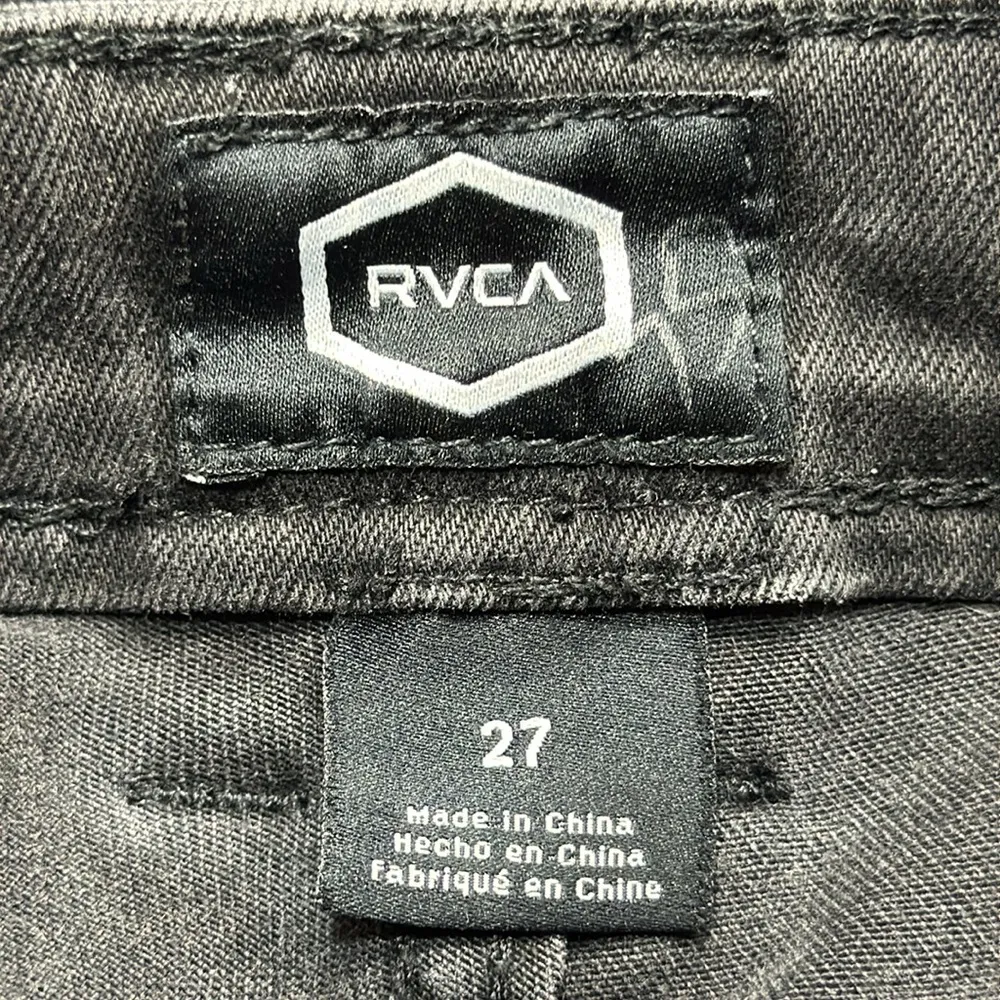 RVCA
27
Made in China
Hecho en China
Fabriqué en Chine